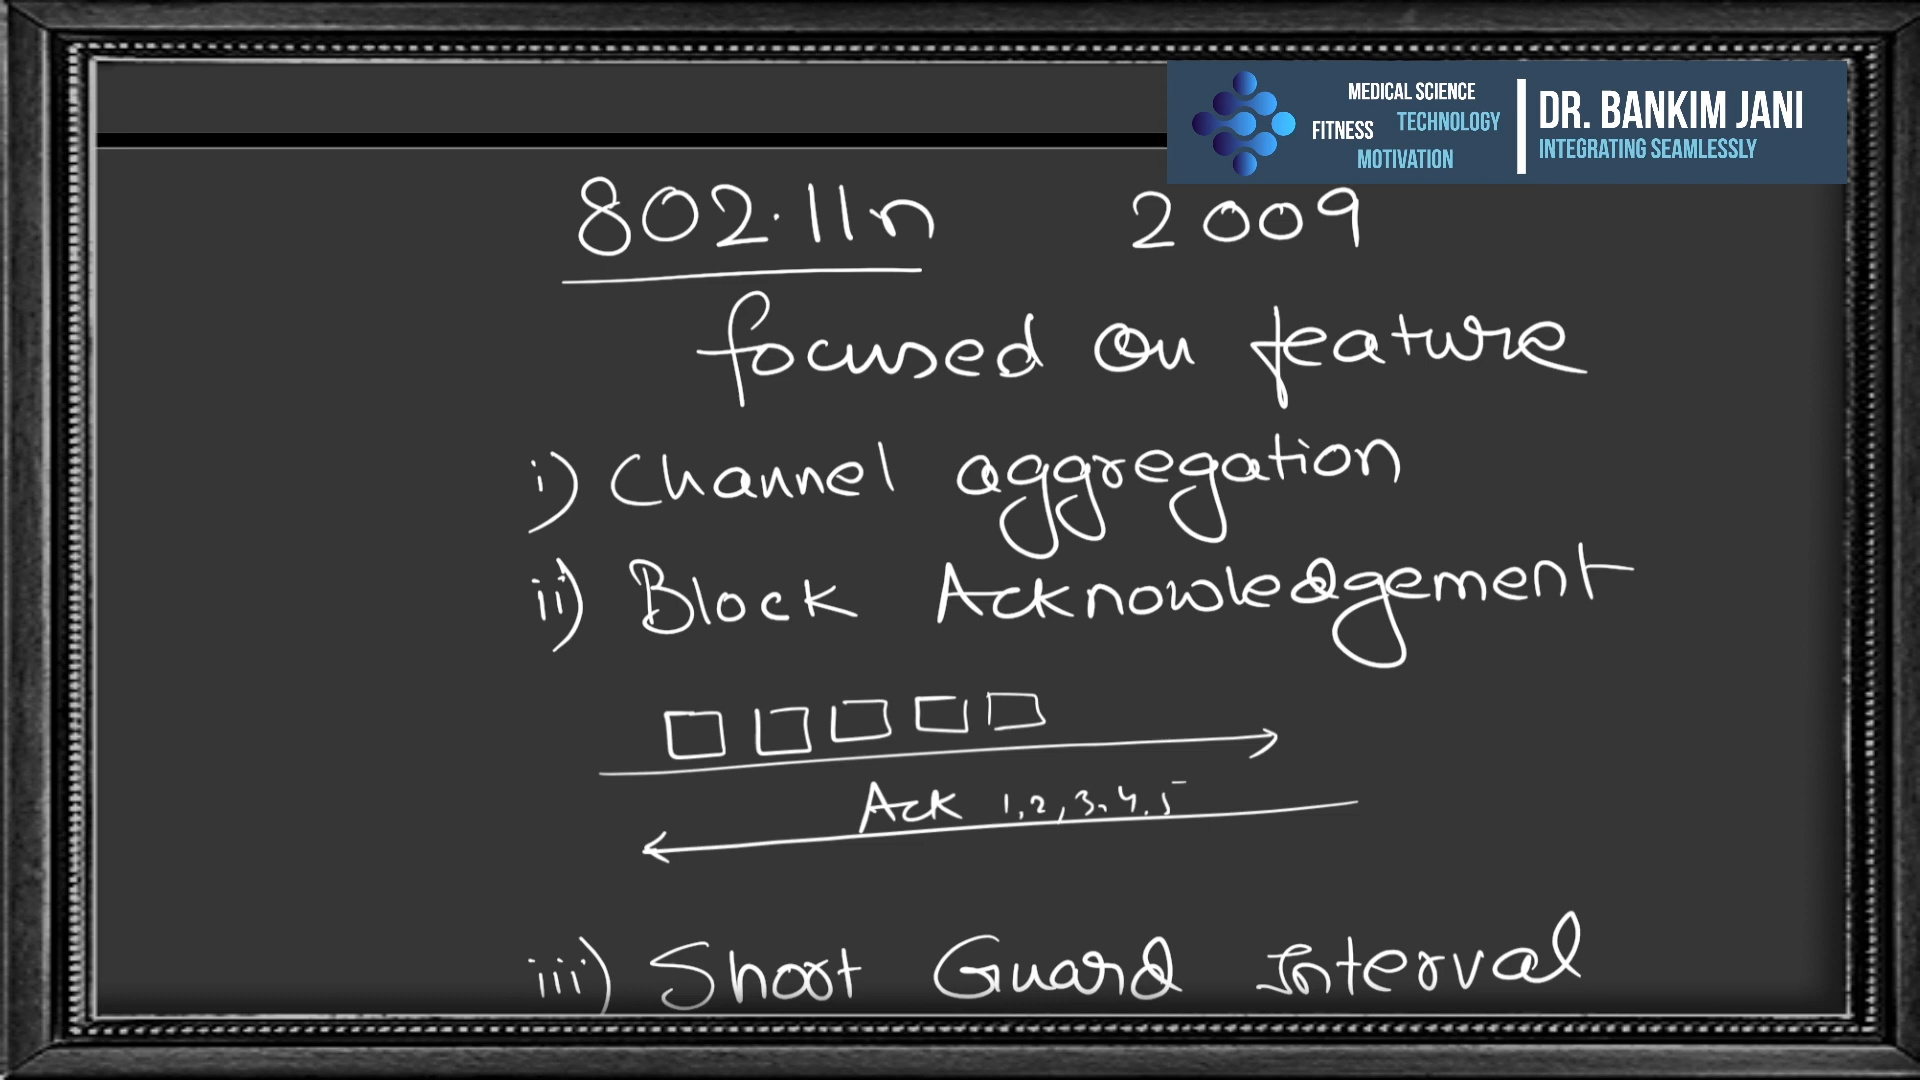 MEDICAL SCIENCE
FITNESS TECHNOLOGY
MOTIVATION
DR. BANKIM JANI
INTEGRATING SEAMLESSLY
802.11n 2009
focused on feature
i) Channel aggregation
ii) Block Acknowledgement
Ack 1,2,3,4,5
iii) Short Guard Interval